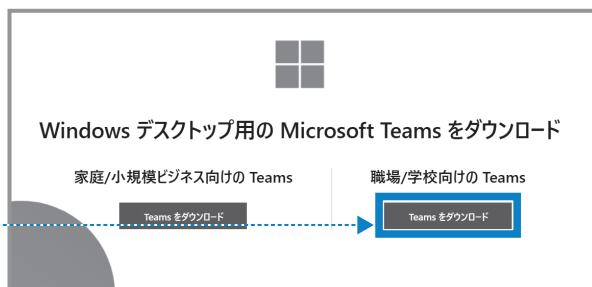 Windows デスクトップ用の Microsoft Teams をダウンロード
家庭/小規模ビジネス向けの Teams
職場/学校向けの Teams
Teams をダウンロード
Teams をダウンロード